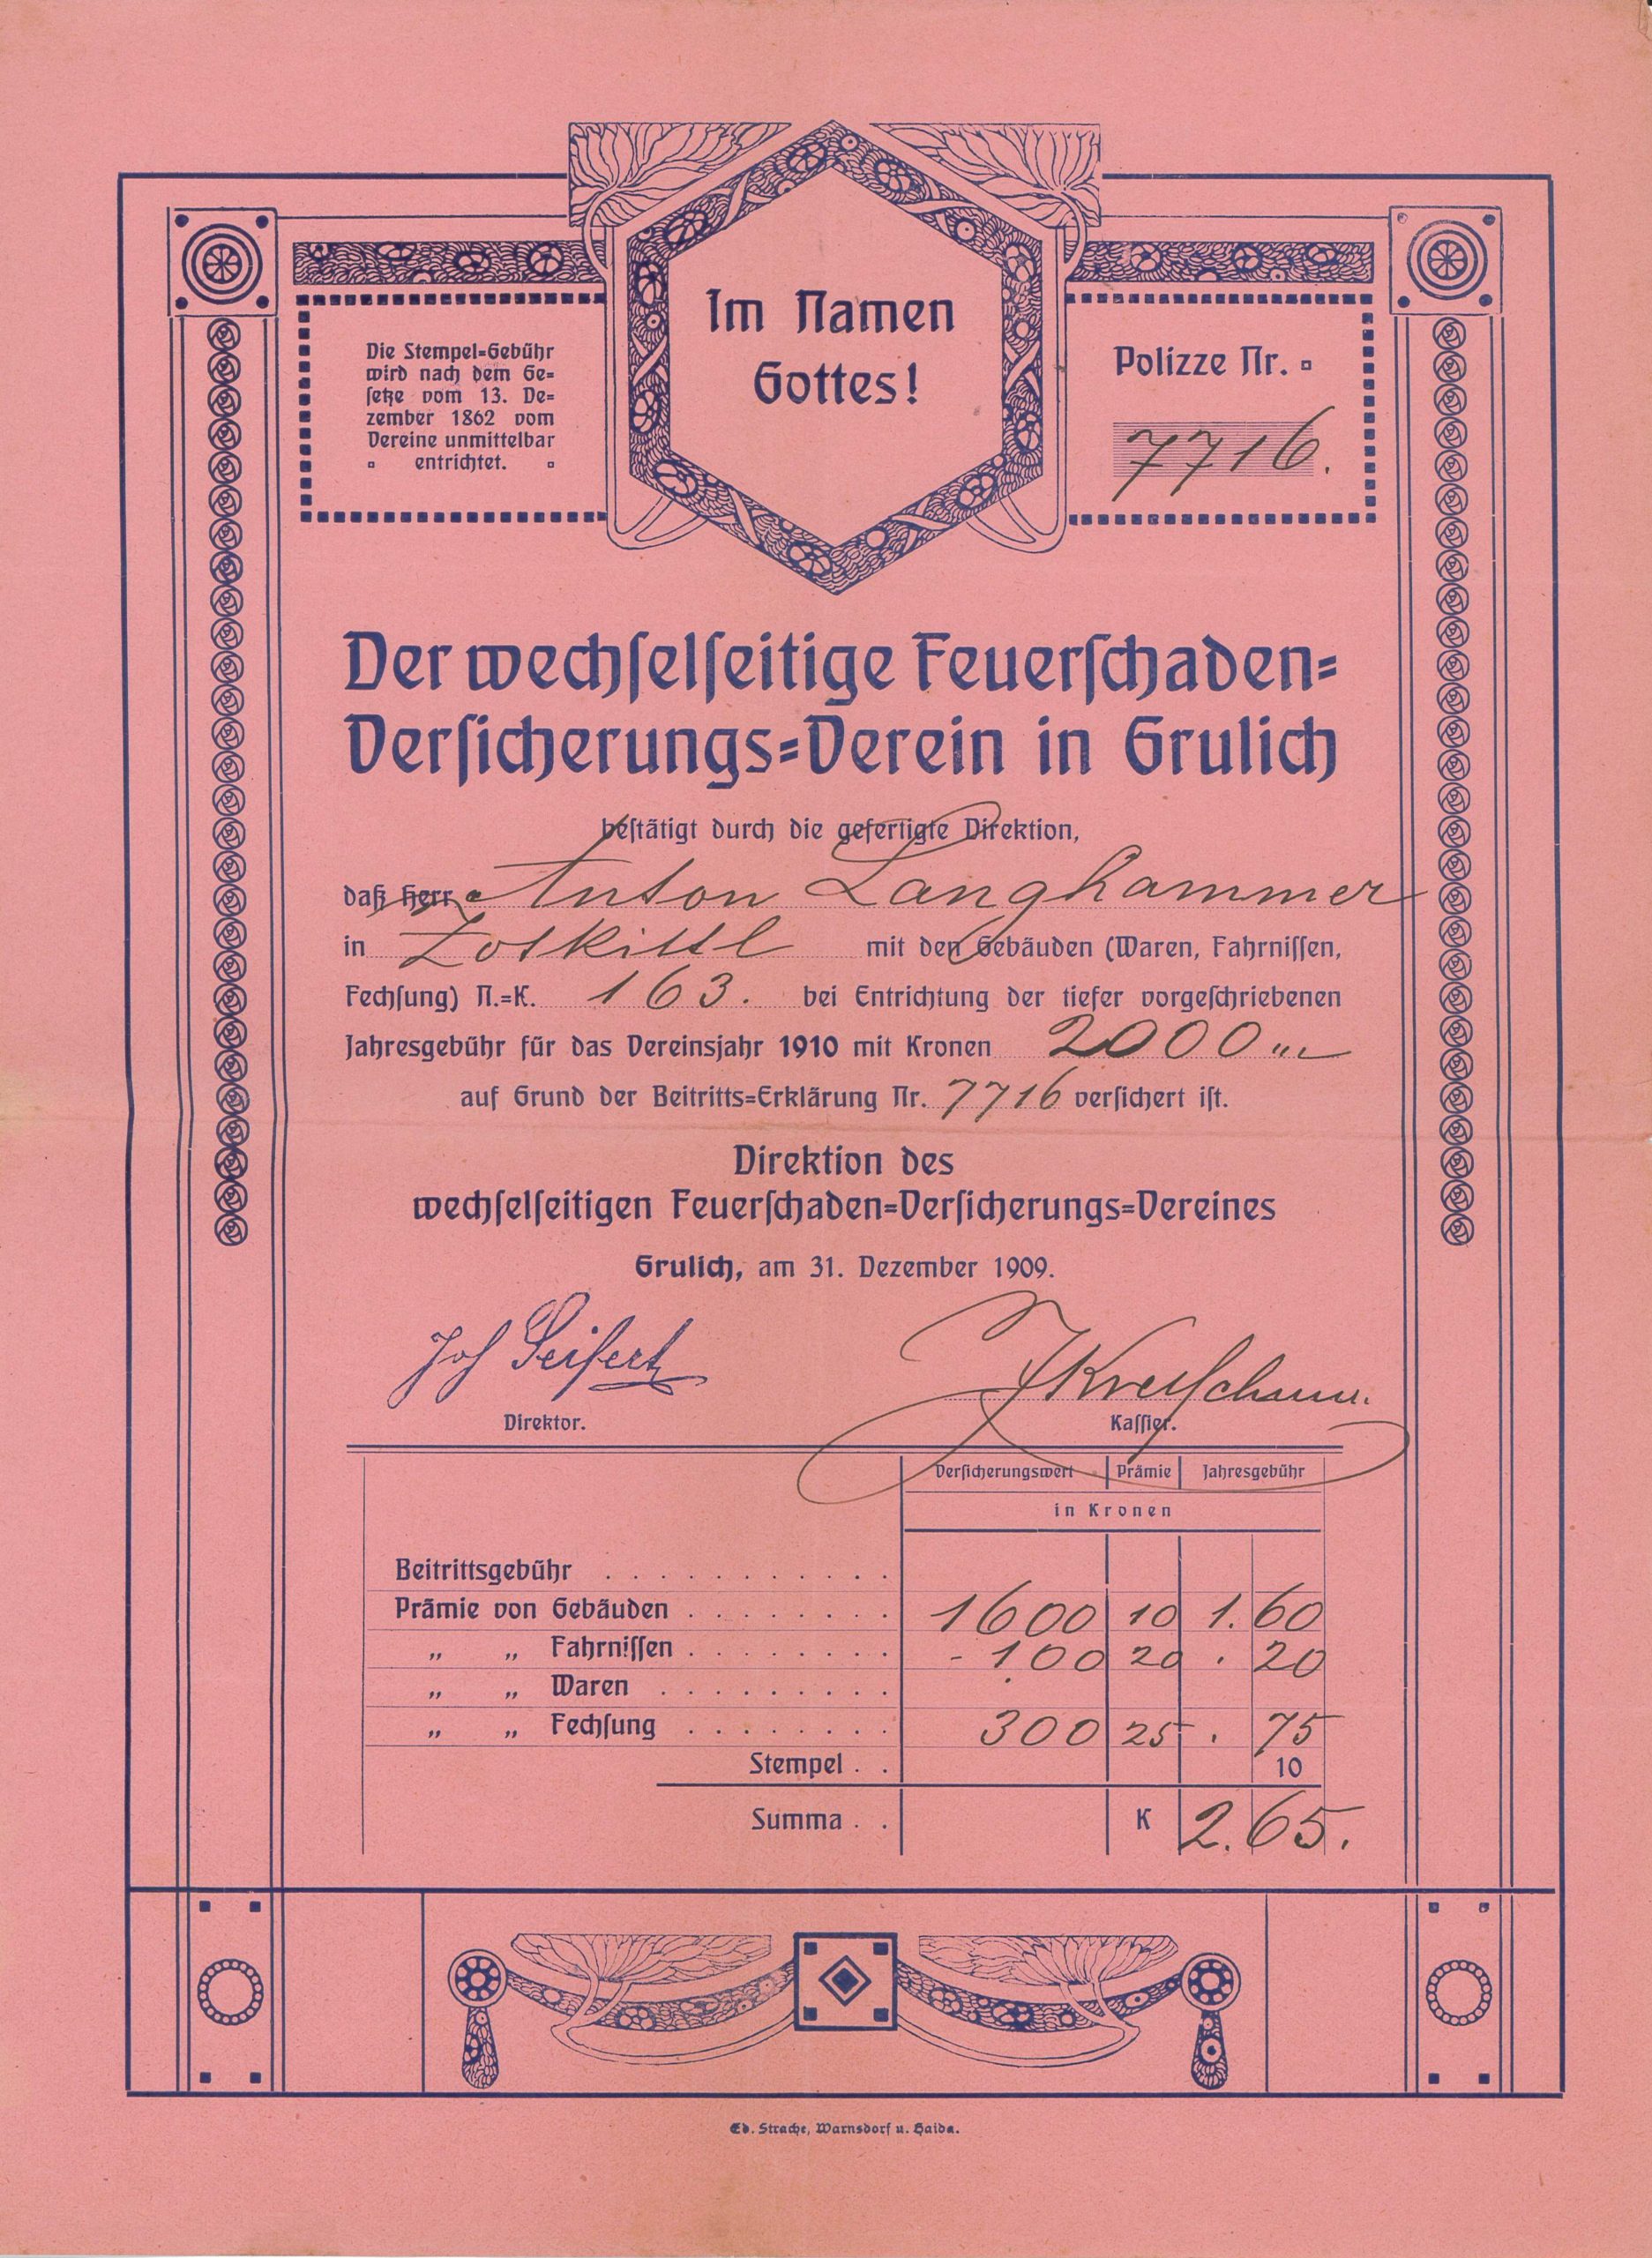 Im Namen
Gottes!
Die Stempel=Gebühr
wird nach dem Ge=
ſetze vom 13. De=
zember 1862 vom
Vereine unmittelbar
entrichtet.
Polizze Nr.
7716.
Der wechſelſeitige Feuerſchaden=
Verſicherungs=Verein in Grulich
beſtätigt durch die gefertigte Direktion,
daß Herr Anton Langhammer
in mit den Gebäuden (Waren, Fahrniſſen,
Fechſung) N.=K. 163. bei Entrichtung der tiefer vorgeſchriebenen
Jahresgebühr für das Vereinsjahr 1910 mit Kronen 2000
auf Grund der Beitritts=Erklärung Nr. 7716 verſichert iſt.
Direktion des
wechſelſeitigen Feuerſchaden=Verſicherungs=Vereines
Grulich, am 31. Dezember 1909.
Joſ Seifert
Direktor.
Kaſſier.
Verſicherungswert Prämie Jahresgebühr
in Kronen
Beitrittsgebühr . . . . . . . . . . .
Prämie von Gebäuden . . . . . . . . 1600 10 1. 60
„ „ Fahrniſſen . . . . . . . . - 100 20 . 20
„ „ Waren . . . . . . . . .
„ „ Fechſung . . . . . . . . 300 25 . 75
Stempel . . 10
Summa . . K 2.65.
Ed. Strache, Warnsdorf u. Haida.